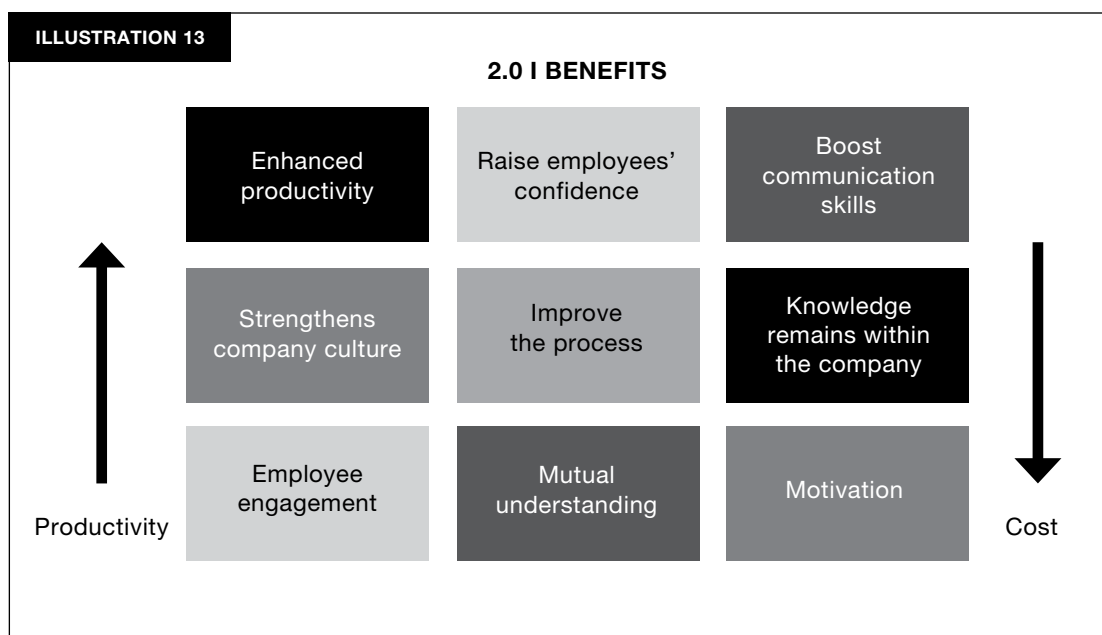 ILLUSTRATION 13
2.0 I BENEFITS
Enhanced
productivity
Raise employees’
confidence
Boost
communication
skills
Strengthens
company culture
Improve
the process
Knowledge
remains within
the company
Employee
engagement
Mutual
understanding
Motivation
Productivity
Cost